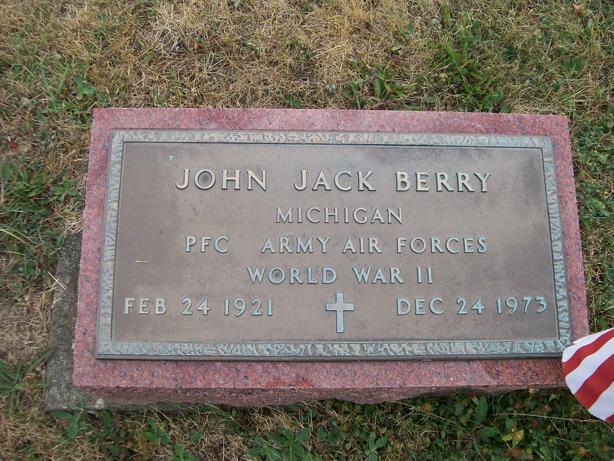 JOHN JACK BERRY
MICHIGAN
PFC ARMY AIR FORCES
WORLD WAR II
FEB 24 1921 DEC 24 1973